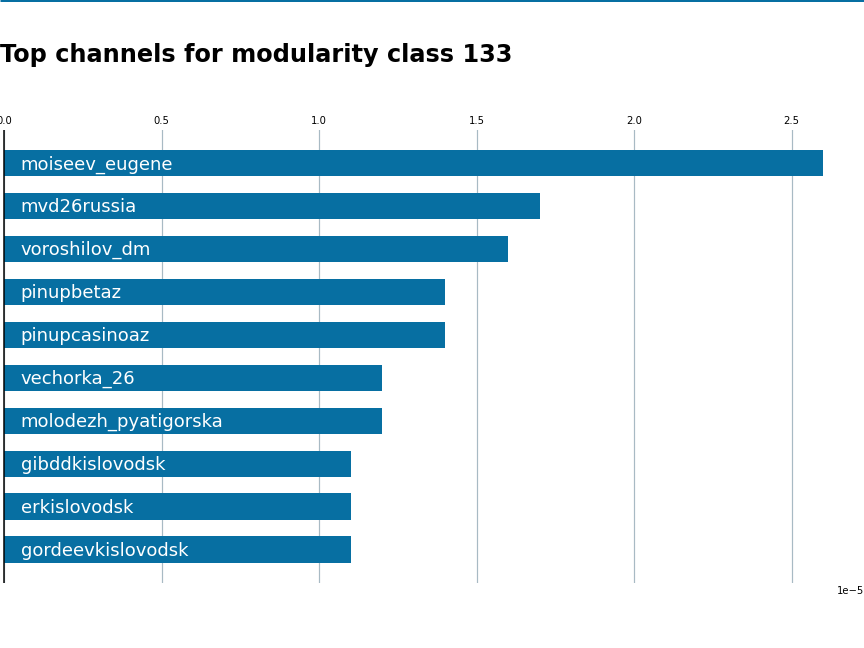 Top channels for modularity class 133
0.0 0.5 1.0 1.5 2.0 2.5
moiseev_eugene
mvd26russia
voroshilov_dm
pinupbetaz
pinupcasinoaz
vechorka_26
molodezh_pyatigorska
gibddkislovodsk
erkislovodsk
gordeevkislovodsk
1e−5